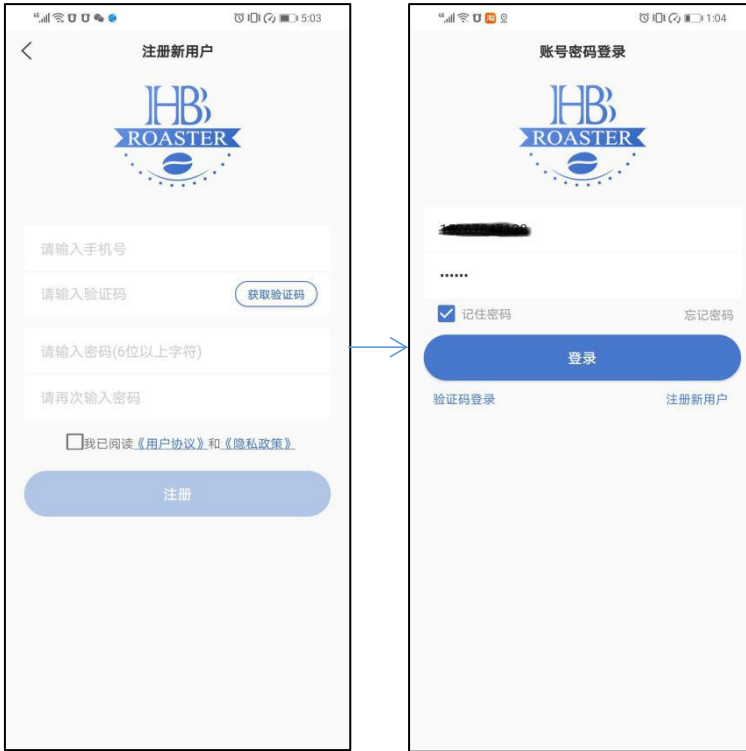 5:03
注册新用户
HB
ROASTER
请输入手机号
请输入验证码
获取验证码
请输入密码(6位以上字符)
请再次输入密码
我已阅读《用户协议》和《隐私政策》
注册
1:04
账号密码登录
HB
ROASTER
••••••
记住密码
忘记密码
登录
验证码登录
注册新用户